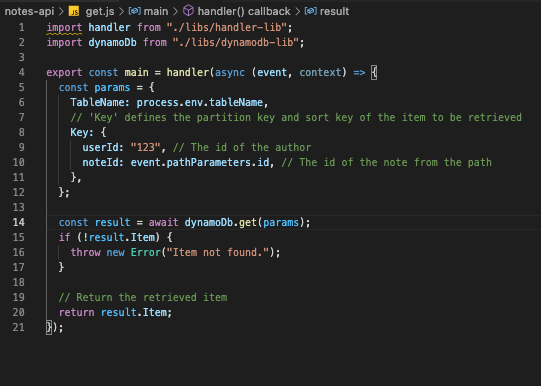 notes-api > JS get.js > main > handler() callback > result
1 import handler from "./libs/handler-lib";
2 import dynamoDb from "./libs/dynamodb-lib";
3
4 export const main = handler(async (event, context) => {
5 const params = {
6 TableName: process.env.tableName,
7 // 'Key' defines the partition key and sort key of the item to be retrieved
8 Key: {
9 userId: "123", // The id of the author
10 noteId: event.pathParameters.id, // The id of the note from the path
11 },
12 };
13
14 const result = await dynamoDb.get(params);
15 if (!result.Item) {
16 throw new Error("Item not found.");
17 }
18
19 // Return the retrieved item
20 return result.Item;
21 });